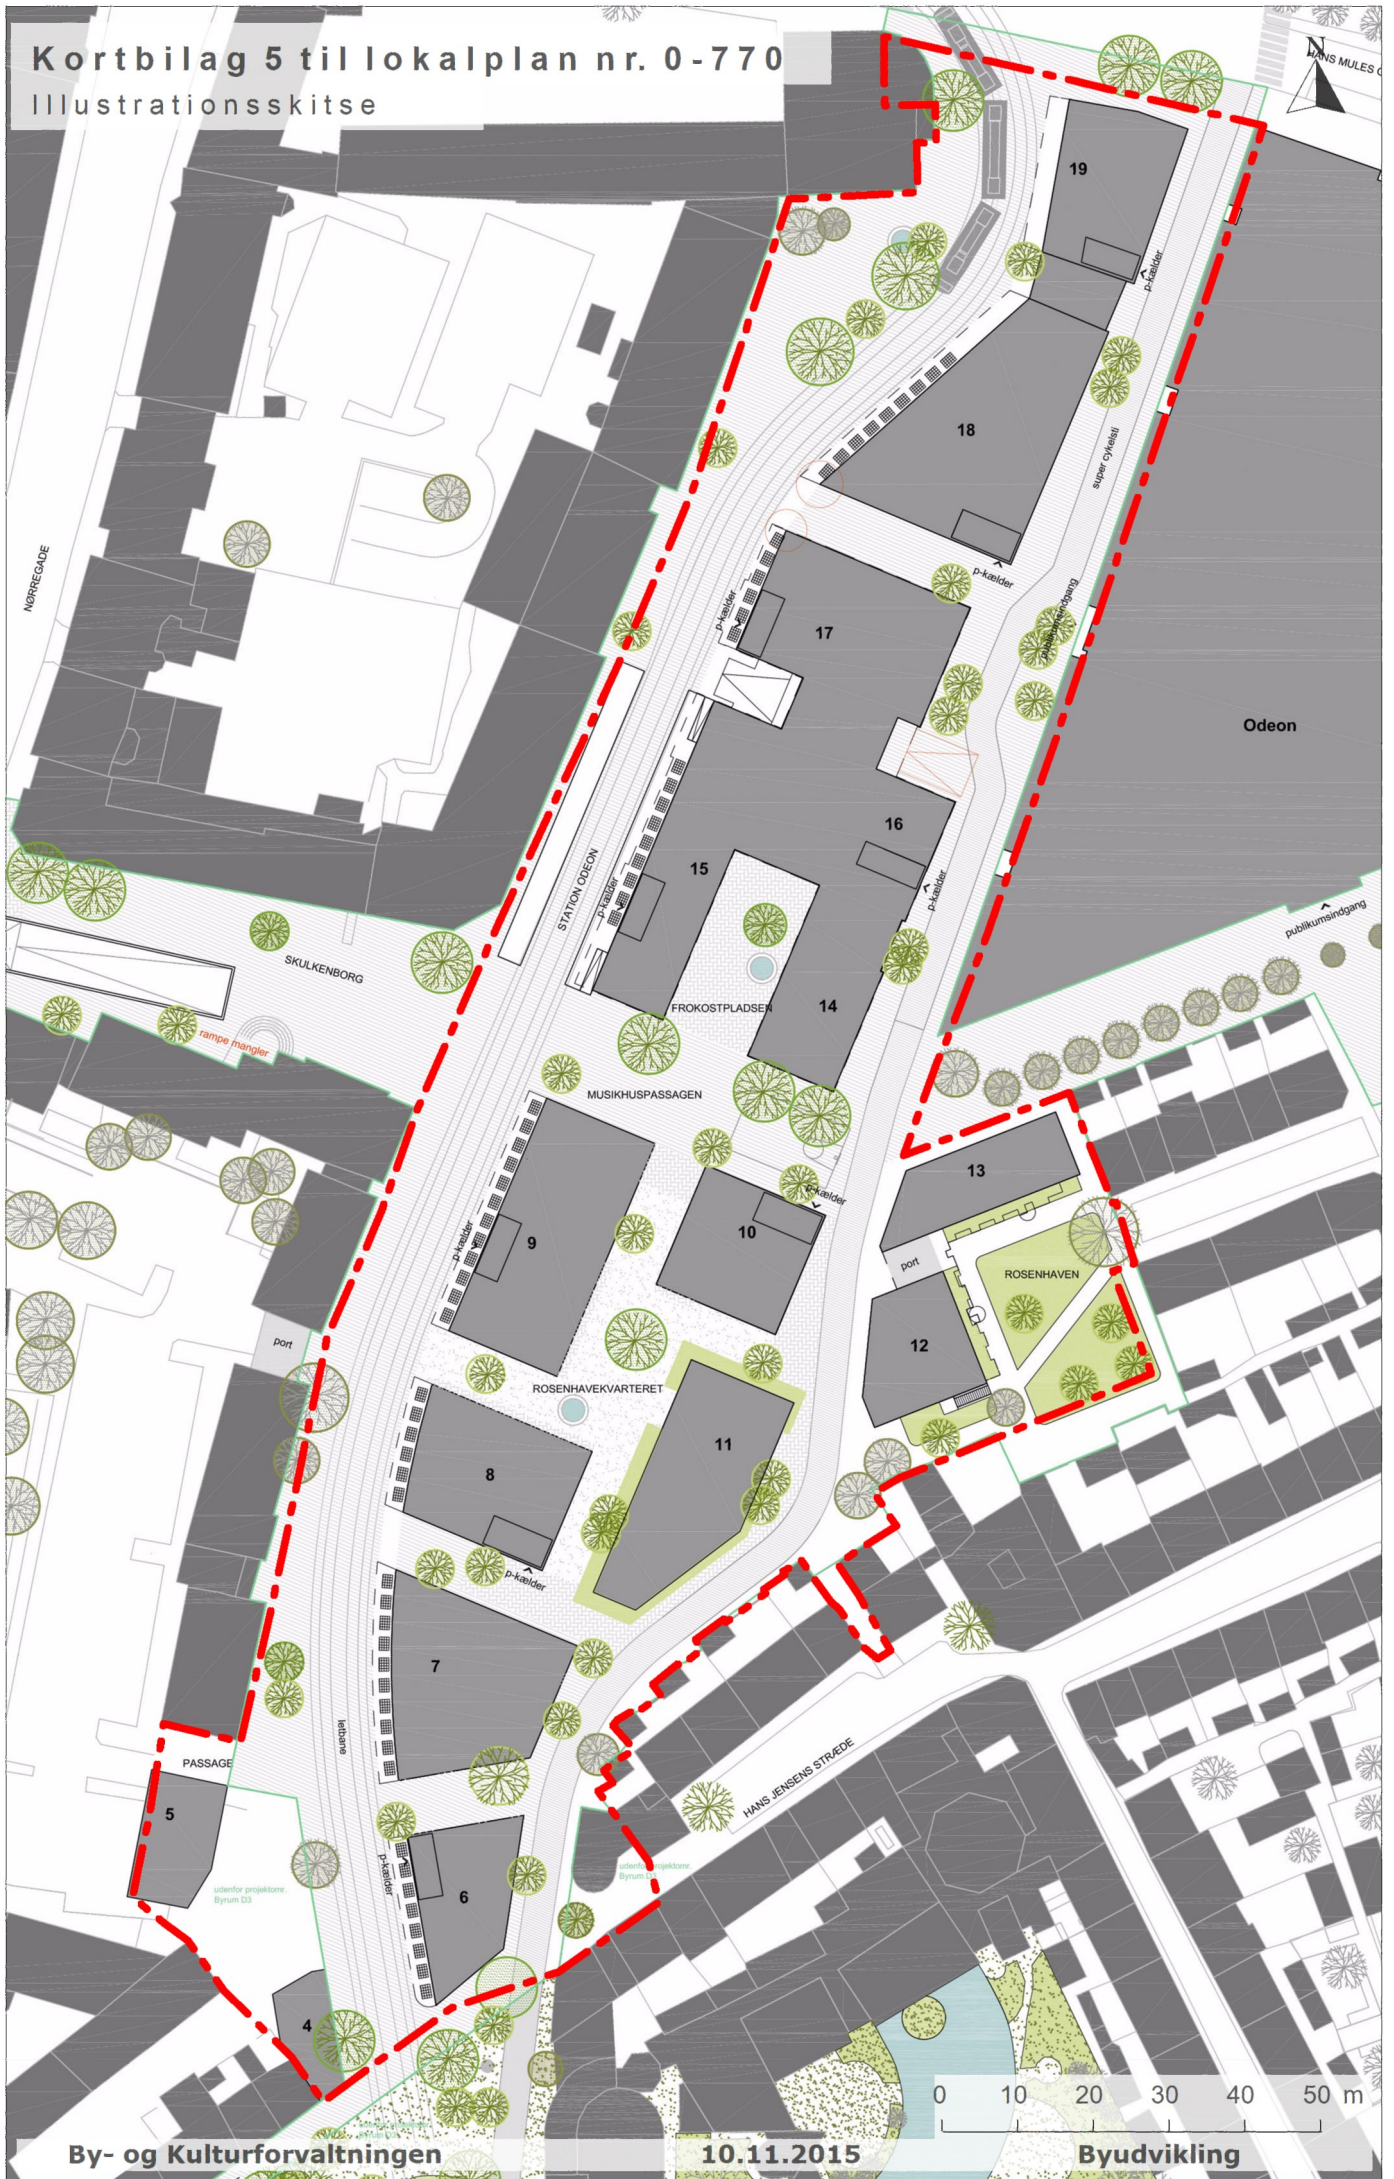 Kortbilag 5 til lokalplan nr. 0-770
Illustrationsskitse
N
HANS MULES
19
p-kælder
18
super cykelsti
NØRREGADE
p-kælder
publikumsindgang
p-kælder
17
Odeon
16
15
p-kælder
p-kælder
STATION ODEON
publikumsindgang
SKULKENBORG
FROKOSTPLADSEN
14
rampe mangler
MUSIKHUSPASSAGEN
13
p-kælder
10
9
p-kælder
port
ROSENHAVEN
port
12
ROSENHAVEKVARTERET
11
8
p-kælder
7
letbane
PASSAGE
HANS JENSENS STRÆDE
5
udenfor projektomr.
Byrum D3
udenfor projektomr.
Byrum D3
p-kælder
6
4
0 10 20 30 40 50 m
By- og Kulturforvaltningen 10.11.2015 Byudvikling